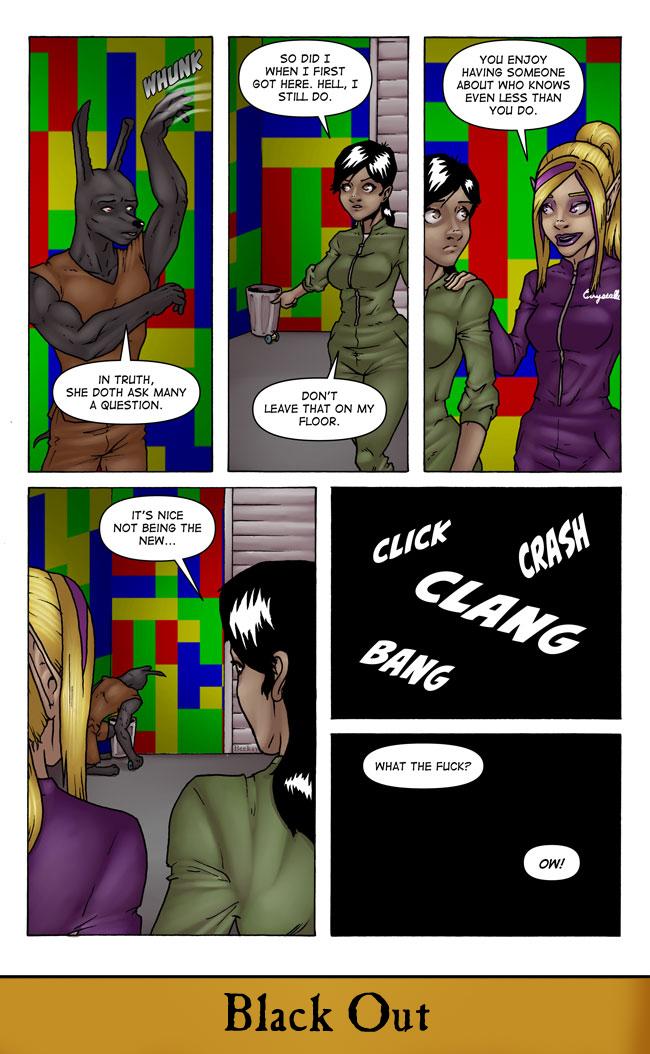 WHUNK
IN TRUTH,
SHE DOTH ASK MANY
A QUESTION.
SO DID I
WHEN I FIRST
GOT HERE. HELL, I
STILL DO.
DON'T
LEAVE THAT ON MY
FLOOR.
YOU ENJOY
HAVING SOMEONE
ABOUT WHO KNOWS
EVEN LESS THAN
YOU DO.
IT'S NICE
NOT BEING THE
NEW...
CLICK
CRASH
CLANG
BANG
WHAT THE FUCK?
OW!
Black Out